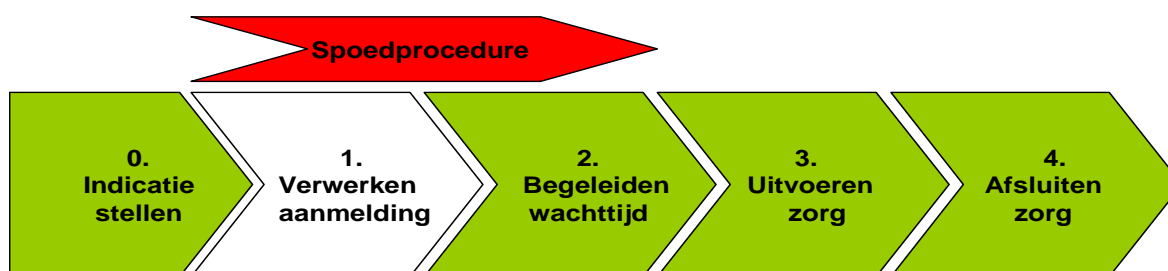 Spoedprocedure
0.
Indicatie
stellen
1.
Verwerken
aanmelding
2.
Begeleiden
wachttijd
3.
Uitvoeren
zorg
4.
Afsluiten
zorg